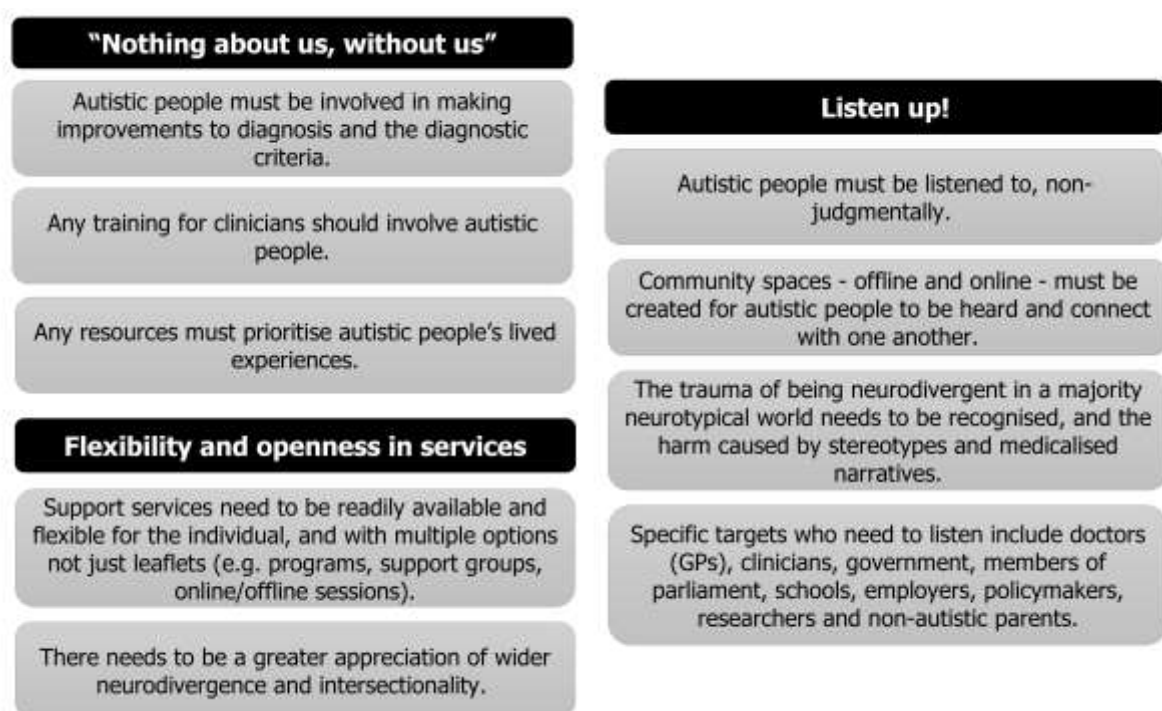 “Nothing about us, without us”
Autistic people must be involved in making
improvements to diagnosis and the diagnostic
criteria.
Any training for clinicians should involve autistic
people.
Any resources must prioritise autistic people’s lived
experiences.
Flexibility and openness in services
Support services need to be readily available and
flexible for the individual, and with multiple options
not just leaflets (e.g. programs, support groups,
online/offline sessions).
There needs to be a greater appreciation of wider
neurodivergence and intersectionality.
Listen up!
Autistic people must be listened to, non-
judgmentally.
Community spaces - offline and online - must be
created for autistic people to be heard and connect
with one another.
The trauma of being neurodivergent in a majority
neurotypical world needs to be recognised, and the
harm caused by stereotypes and medicalised
narratives.
Specific targets who need to listen include doctors
(GPs), clinicians, government, members of
parliament, schools, employers, policymakers,
researchers and non-autistic parents.